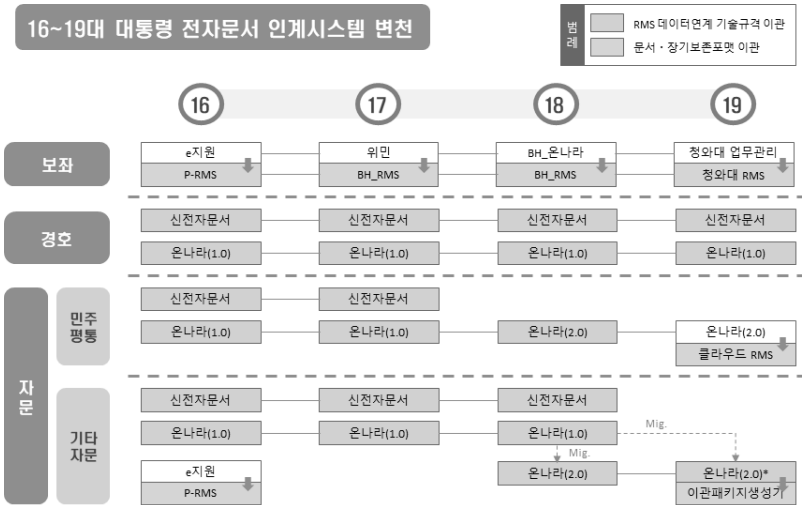 16~19대 대통령 전자문서 인계시스템 변천
범례
RMS 데이터연계 기술규격 이관
문서・장기보존포맷 이관
16 17 18 19
보좌
e지원 위민 BH_온나라 청와대 업무관리
P-RMS BH_RMS BH_RMS 청와대 RMS
경호
신전자문서 신전자문서 신전자문서 신전자문서
온나라(1.0) 온나라(1.0) 온나라(1.0) 온나라(1.0)
자문
민주
평통
신전자문서 신전자문서
온나라(1.0) 온나라(1.0) 온나라(2.0) 온나라(2.0)
클라우드 RMS
기타
자문
신전자문서 신전자문서 신전자문서
온나라(1.0) 온나라(1.0) 온나라(1.0) Mig.
Mig.
e지원 온나라(2.0) 온나라(2.0)*
P-RMS 이관패키지생성기